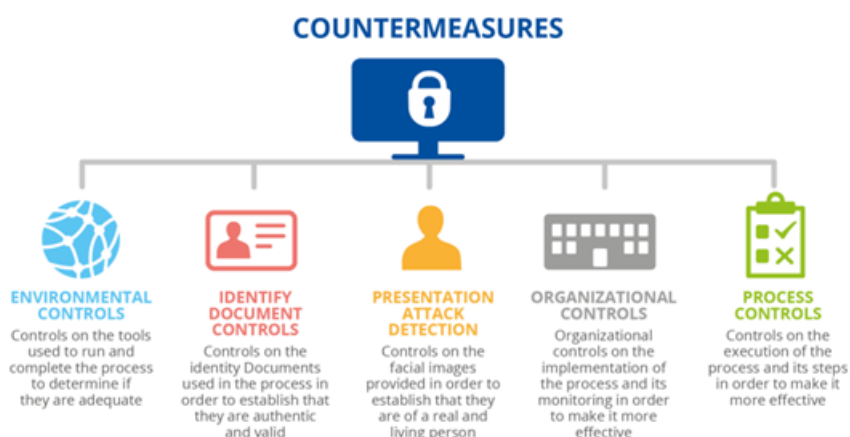 COUNTERMEASURES
ENVIRONMENTAL
CONTROLS
Controls on the tools
used to run and
complete the process
to determine if
they are adequate
IDENTIFY
DOCUMENT
CONTROLS
Controls on the
identity Documents
used in the process in
order to establish that
they are authentic
and valid
PRESENTATION
ATTACK
DETECTION
Controls on the
facial images
provided in order to
establish that they
are of a real and
living person
ORGANIZATIONAL
CONTROLS
Organizational
controls on the
implementation of
the process and its
monitoring in order
to make it more
effective
PROCESS
CONTROLS
Controls on the
execution of the
process and its steps
in order to make it
more effective